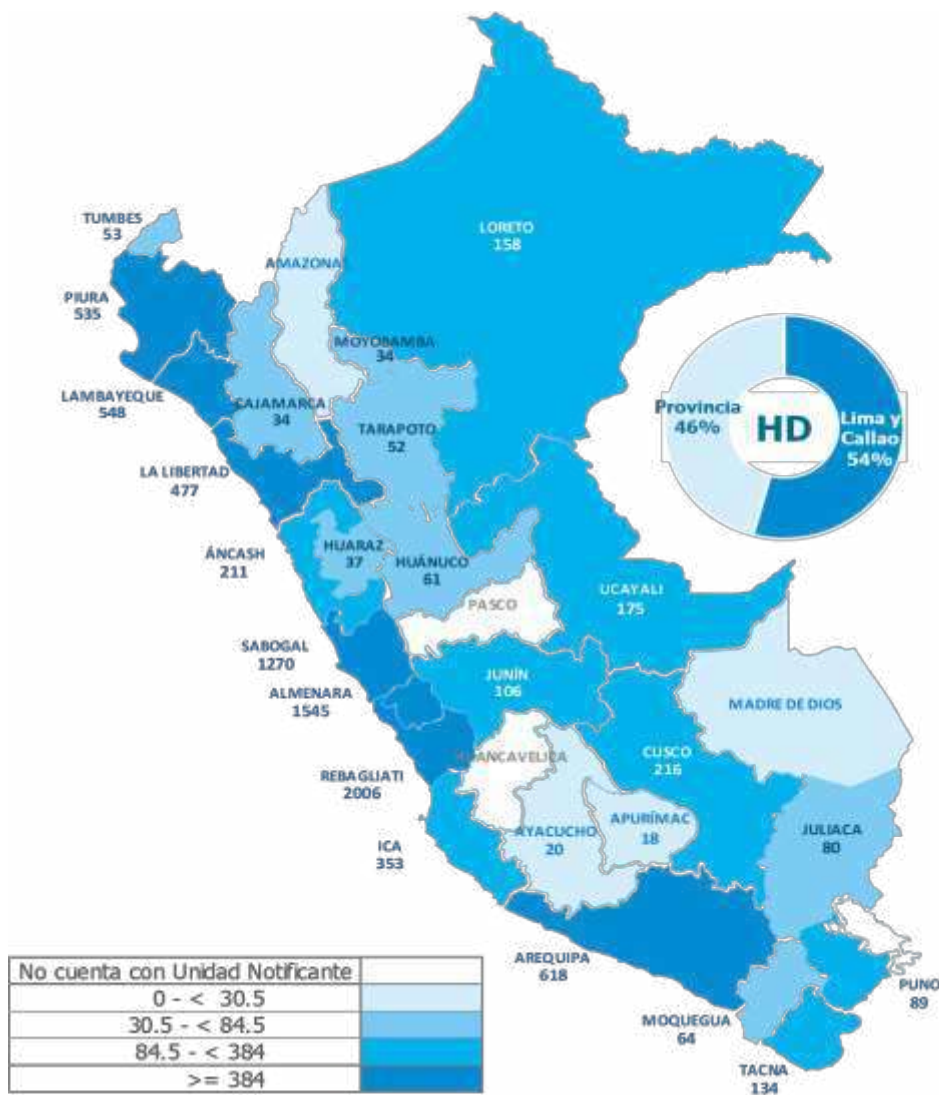 LORETO
158
TUMBES
53
AMAZONA
PIURA
535
MOYOBAMBA
34
LAMBAYEQUE
548
CAJAMARCA
34
TARAPOTO
52
Provincia
46%
HD
Lima y
Callao
54%
LA LIBERTAD
477
HUARAZ
37
ÁNCASH
211
HUÁNUCO
61
UCAYALI
175
PASCO
SABOGAL
1270
JUNÍN
106
ALMENARA
1545
MADRE DE DIOS
CUSCO
216
HUANCAVELICA
REBAGLIATI
2006
APURÍMAC
18
AYACUCHO
20
JULIACA
80
ICA
353
AREQUIPA
618
PUNO
89
MOQUEGUA
64
TACNA
134
No cuenta con Unidad Notificante
0 - < 30.5
30.5 - < 84.5
84.5 - < 384
>= 384